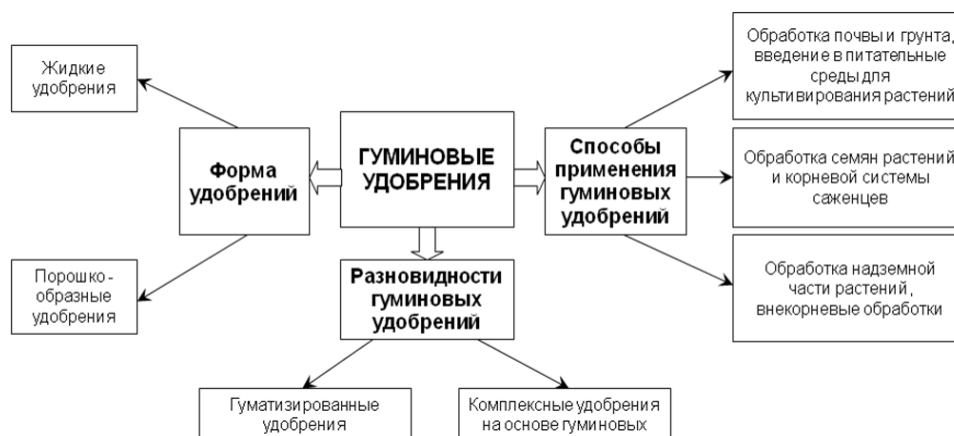 Жидкие
удобрения
Порошко-
образные
удобрения
Форма
удобрений
ГУМИНОВЫЕ
УДОБРЕНИЯ
Разновидности
гуминовых
удобрений
Гуматизированные
удобрения
Комплексные удобрения
на основе гуминовых
Способы
применения
гуминовых
удобрений
Обработка почвы и грунта,
введение в питательные
среды для
культивирования растений
Обработка семян растений
и корневой системы
саженцев
Обработка надземной
части растений,
внекорневые обработки